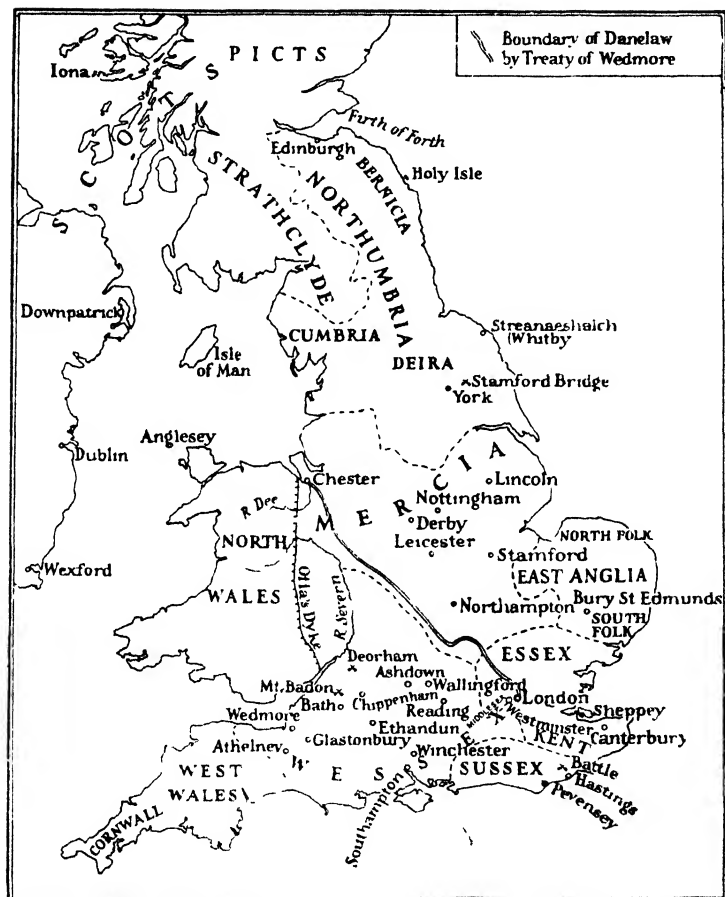 Boundary of Danelaw
by Treaty of Wedmore
PICTS
Iona
SCOTS
Firth of Forth
Edinburgh
BERNICIA
Holy Isle
STRATHCLYDE
NORTHUMBRIA
Downpatrick
Isle
of Man
CUMBRIA
DEIRA
Streanaeshalch
(Whitby
Stamford Bridge
York
Anglesey
Dublin
Chester
R Dee
MERCIA
Lincoln
Nottingham
Derby
Leicester
Stamford
NORTH FOLK
EAST ANGLIA
Wexford
NORTH
WALES
Offa's Dyke
R Severn
Northampton
Bury St Edmunds
SOUTH
FOLK
ESSEX
Deorham
Ashdown
Wallingford
London
Mt. Badon
Bath
Chippenham
Reading
MIDDLESEX
Westminster
Sheppey
Wedmore
Ethandun
KENT
Canterbury
Athelney
Glastonbury
Winchester
WESSEX
SUSSEX
Battle
Hastings
Pevensey
WEST
WALES
Southampton
CORNWALL